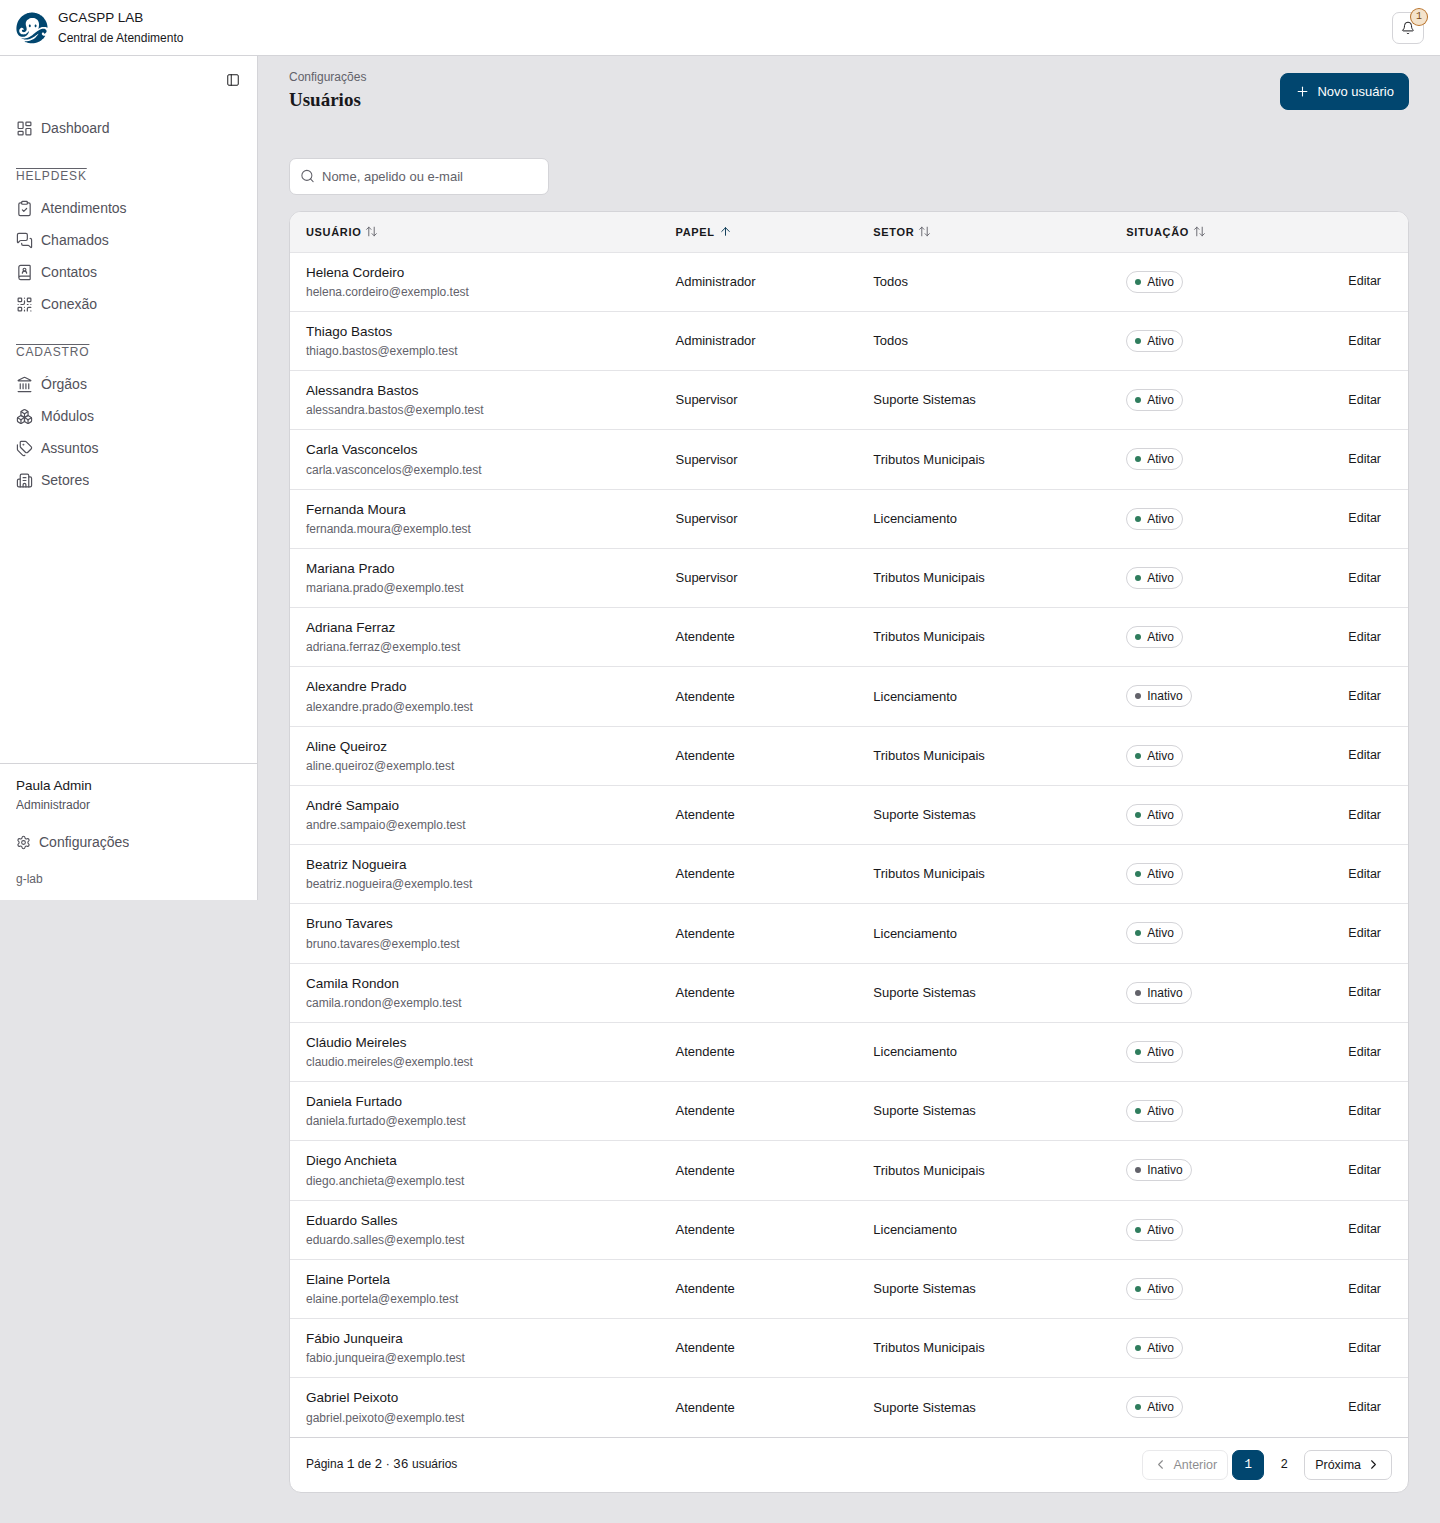 GCASPP LAB
Central de Atendimento
1
Dashboard
HELPDESK
Atendimentos
Chamados
Contatos
Conexão
CADASTRO
Órgãos
Módulos
Assuntos
Setores
Paula Admin
Administrador
Configurações
g-lab
Configurações
Usuários
Novo usuário
Nome, apelido ou e-mail
USUÁRIO PAPEL SETOR SITUAÇÃO
Helena Cordeiro
helena.cordeiro@exemplo.test
Administrador Todos Ativo Editar
Thiago Bastos
thiago.bastos@exemplo.test
Administrador Todos Ativo Editar
Alessandra Bastos
alessandra.bastos@exemplo.test
Supervisor Suporte Sistemas Ativo Editar
Carla Vasconcelos
carla.vasconcelos@exemplo.test
Supervisor Tributos Municipais Ativo Editar
Fernanda Moura
fernanda.moura@exemplo.test
Supervisor Licenciamento Ativo Editar
Mariana Prado
mariana.prado@exemplo.test
Supervisor Tributos Municipais Ativo Editar
Adriana Ferraz
adriana.ferraz@exemplo.test
Atendente Tributos Municipais Ativo Editar
Alexandre Prado
alexandre.prado@exemplo.test
Atendente Licenciamento Inativo Editar
Aline Queiroz
aline.queiroz@exemplo.test
Atendente Tributos Municipais Ativo Editar
André Sampaio
andre.sampaio@exemplo.test
Atendente Suporte Sistemas Ativo Editar
Beatriz Nogueira
beatriz.nogueira@exemplo.test
Atendente Tributos Municipais Ativo Editar
Bruno Tavares
bruno.tavares@exemplo.test
Atendente Licenciamento Ativo Editar
Camila Rondon
camila.rondon@exemplo.test
Atendente Suporte Sistemas Inativo Editar
Cláudio Meireles
claudio.meireles@exemplo.test
Atendente Licenciamento Ativo Editar
Daniela Furtado
daniela.furtado@exemplo.test
Atendente Suporte Sistemas Ativo Editar
Diego Anchieta
diego.anchieta@exemplo.test
Atendente Tributos Municipais Inativo Editar
Eduardo Salles
eduardo.salles@exemplo.test
Atendente Licenciamento Ativo Editar
Elaine Portela
elaine.portela@exemplo.test
Atendente Suporte Sistemas Ativo Editar
Fábio Junqueira
fabio.junqueira@exemplo.test
Atendente Tributos Municipais Ativo Editar
Gabriel Peixoto
gabriel.peixoto@exemplo.test
Atendente Suporte Sistemas Ativo Editar
Página 1 de 2 · 36 usuários
Anterior 1 2 Próxima